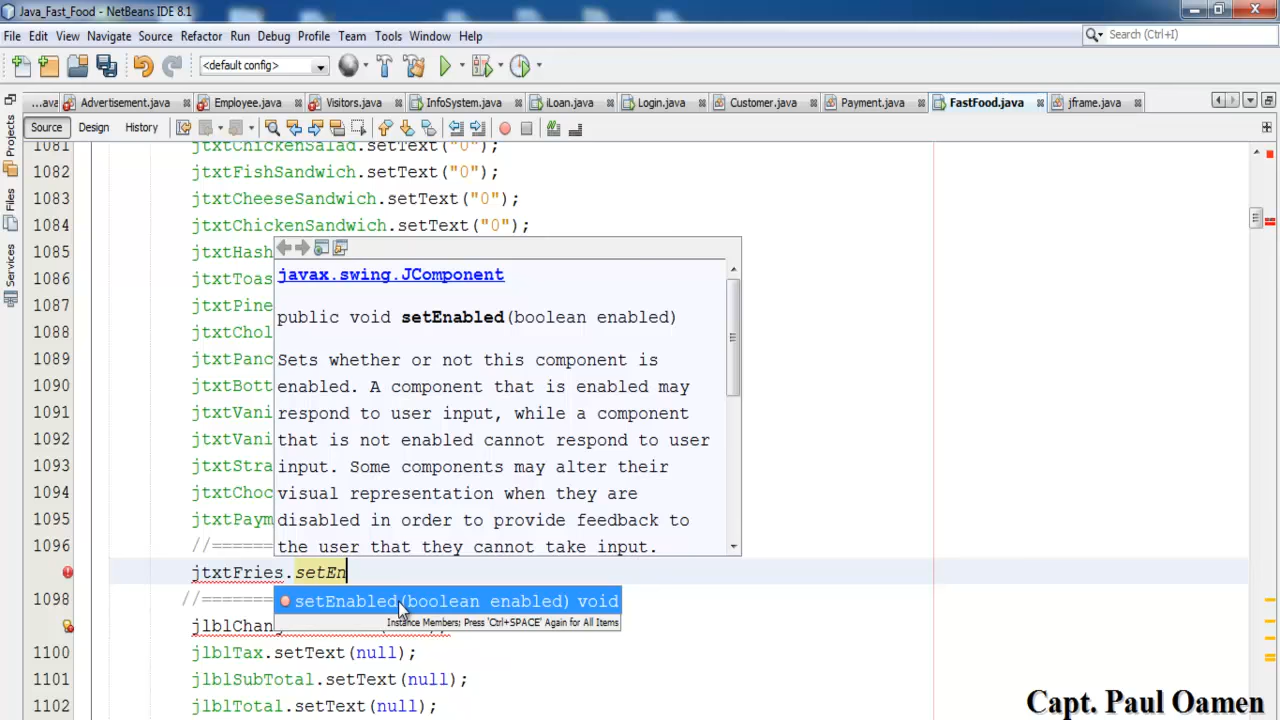 Java_Fast_Food - NetBeans IDE 8.1
File Edit View Navigate Source Refactor Run Debug Profile Team Tools Window Help
Search (Ctrl+I)
<default config>
...ava Advertisement.java Employee.java Visitors.java InfoSystem.java iLoan.java Login.java Customer.java Payment.java FastFood.java jframe.java
Source Design History
Projects
Files
Services
1081 jtxtChickenSalad.setText("0");
1082 jtxtFishSandwich.setText("0");
1083 jtxtCheeseSandwich.setText("0");
1084 jtxtChickenSandwich.setText("0");
1085 jtxtHash
1086 jtxtToas
1087 jtxtPine
1088 jtxtChol
1089 jtxtPanc
1090 jtxtBott
1091 jtxtVani
1092 jtxtVani
1093 jtxtStra
1094 jtxtChoc
1095 jtxtPaym
1096 //=======
jtxtFries.setEn
1098 //=======
jlblChang
1100 jlblTax.setText(null);
1101 jlblSubTotal.setText(null);
1102 jlblTotal.setText(null);
javax.swing.JComponent
public void setEnabled(boolean enabled)
Sets whether or not this component is
enabled. A component that is enabled may
respond to user input, while a component
that is not enabled cannot respond to user
input. Some components may alter their
visual representation when they are
disabled in order to provide feedback to
the user that they cannot take input.
setEnabled(boolean enabled) void
Instance Members; Press 'Ctrl+SPACE' Again for All Items
Capt. Paul Oamen